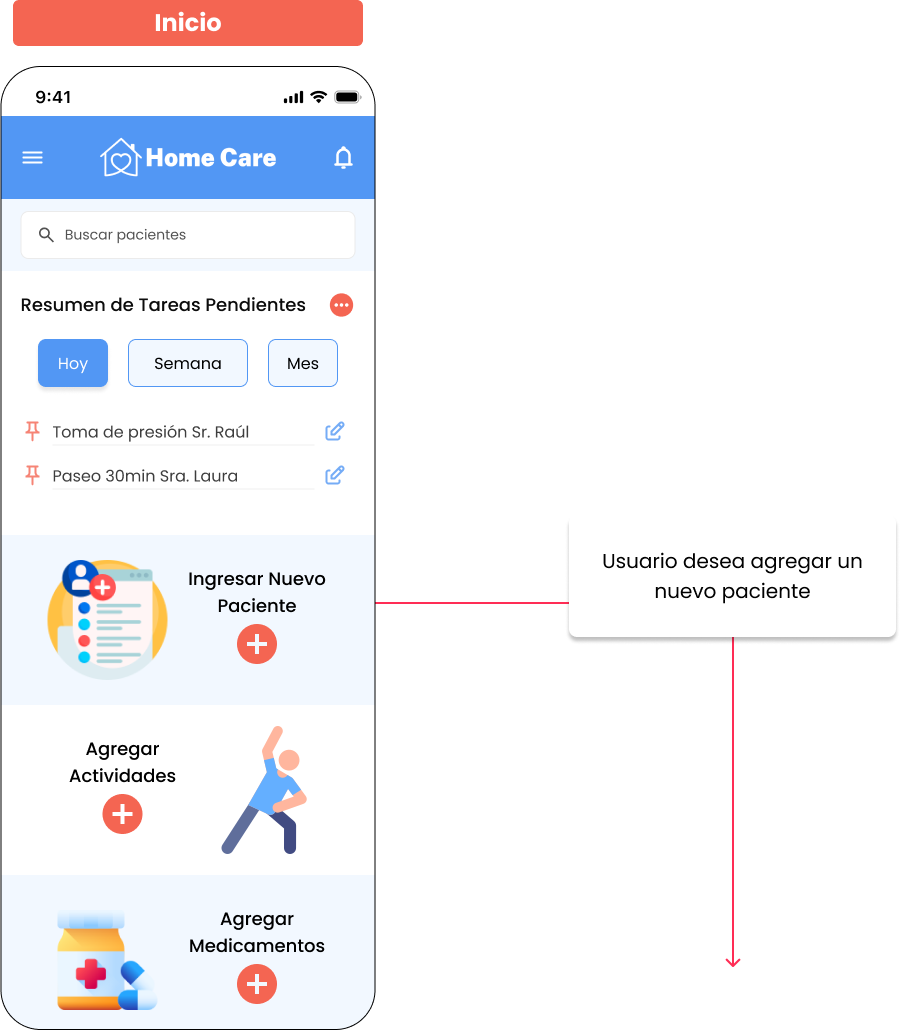 Inicio
9:41
Home Care
Buscar pacientes
Resumen de Tareas Pendientes
Hoy
Semana
Mes
Toma de presión Sr. Raúl
Paseo 30min Sra. Laura
Ingresar Nuevo
Paciente
Usuario desea agregar un
nuevo paciente
Agregar
Actividades
Agregar
Medicamentos